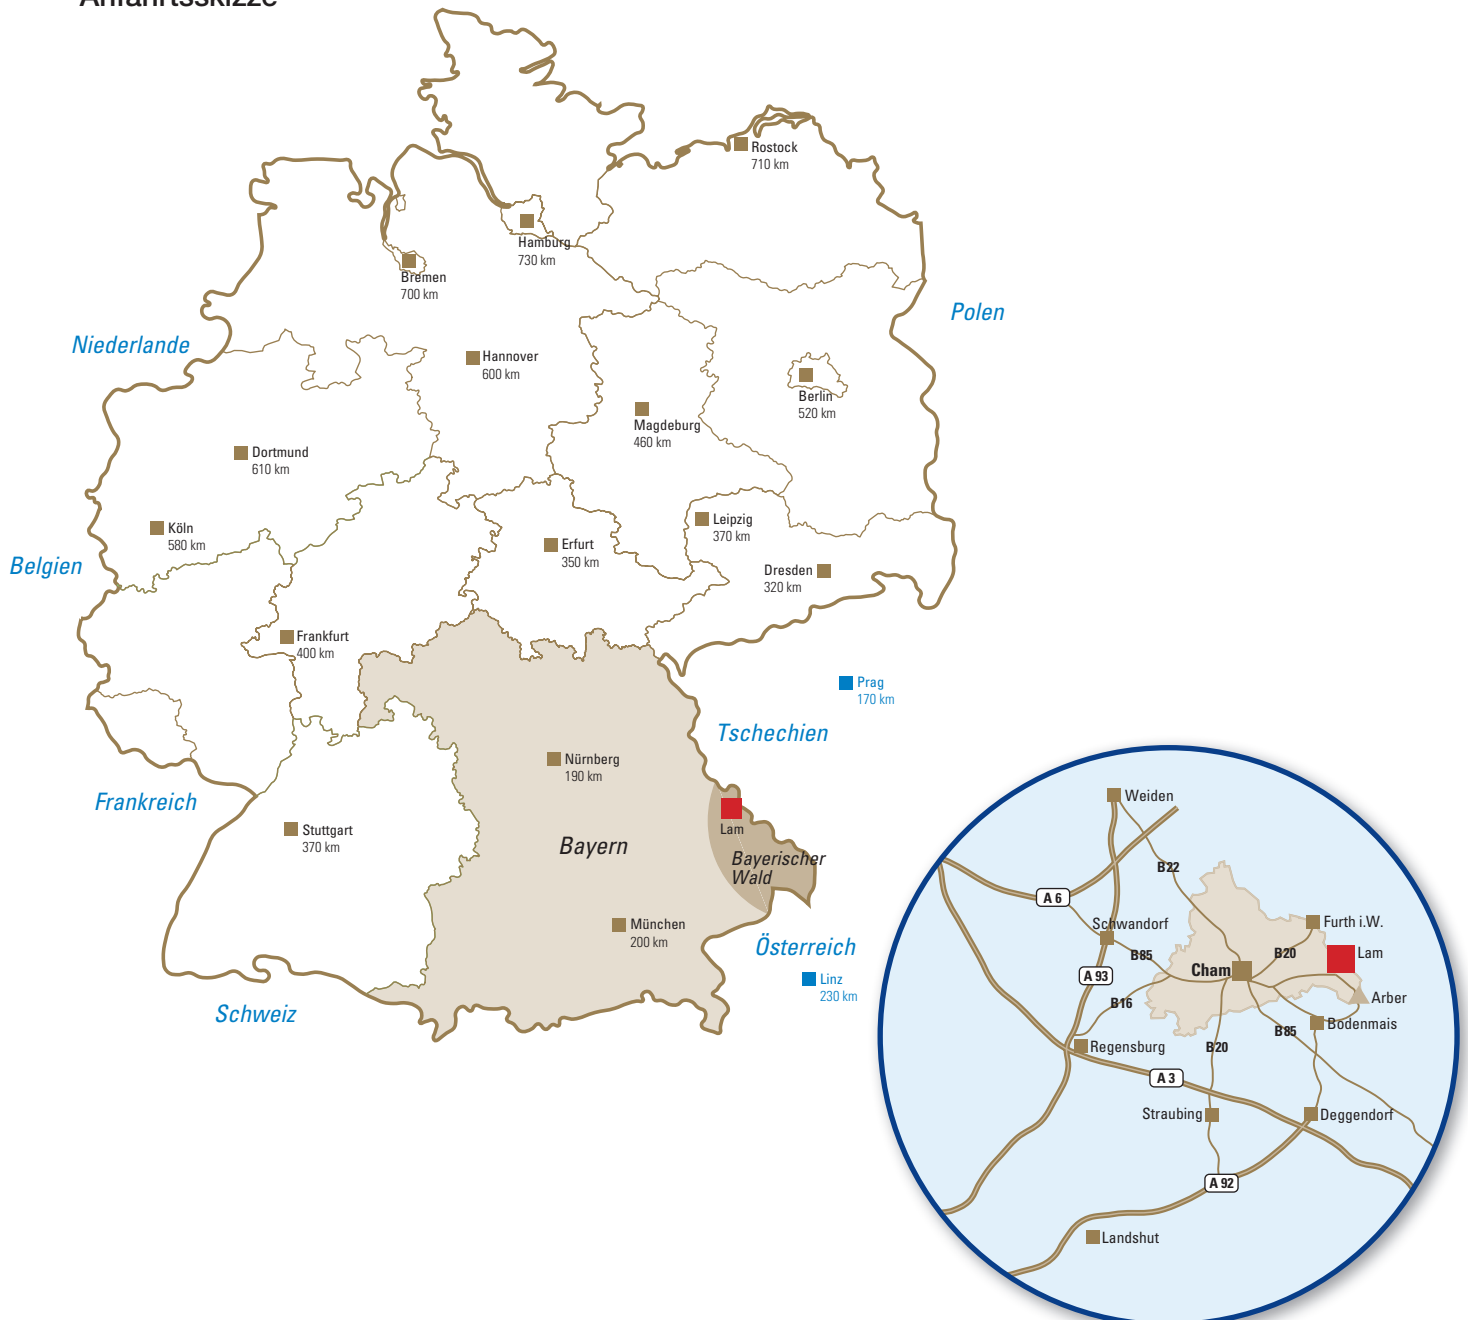 Anfahrtsskizze
Rostock
710 km
Hamburg
730 km
Bremen
700 km
Polen
Niederlande
Hannover
600 km
Berlin
520 km
Magdeburg
460 km
Dortmund
610 km
Köln
580 km
Leipzig
370 km
Erfurt
350 km
Belgien
Dresden
320 km
Frankfurt
400 km
Prag
170 km
Tschechien
Nürnberg
190 km
Frankreich
Stuttgart
370 km
Lam
Bayern
Bayerischer
Wald
München
200 km
Österreich
Linz
230 km
Schweiz
Weiden
B22
A 6
Schwandorf
Furth i.W.
B85
B20
Lam
Cham
A 93
Arber
B16
Bodenmais
B85
Regensburg
B20
A 3
Straubing
Deggendorf
A 92
Landshut